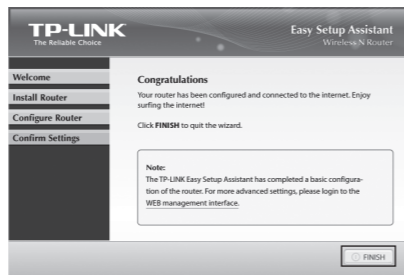 TP-LINK
The Reliable Choice
Easy Setup Assistant
Wireless N Router
Welcome
Install Router
Configure Router
Confirm Settings
Congratulations
Your router has been configured and connected to the internet. Enjoy
surfing the internet!
Click FINISH to quit the wizard.
Note:
The TP-LINK Easy Setup Assistant has completed a basic configura-
tion of the router. For more advanced settings, please login to the
WEB management interface.
FINISH